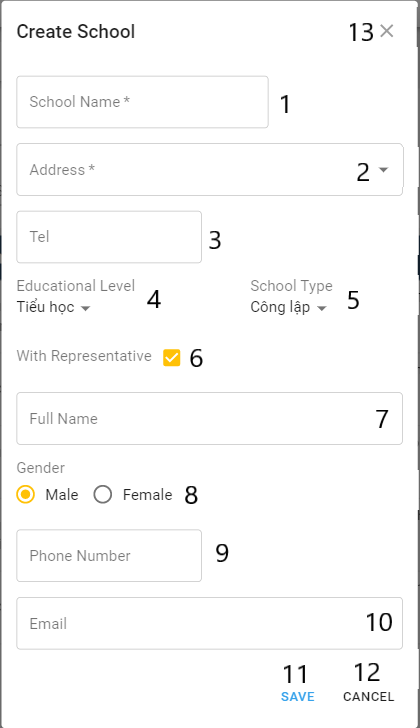 Create School 13
School Name * 1
Address * 2
Tel 3
Educational Level
Tiểu học 4
School Type
Công lập 5
With Representative 6
Full Name 7
Gender
Male Female 8
Phone Number 9
Email 10
11 12
SAVE CANCEL